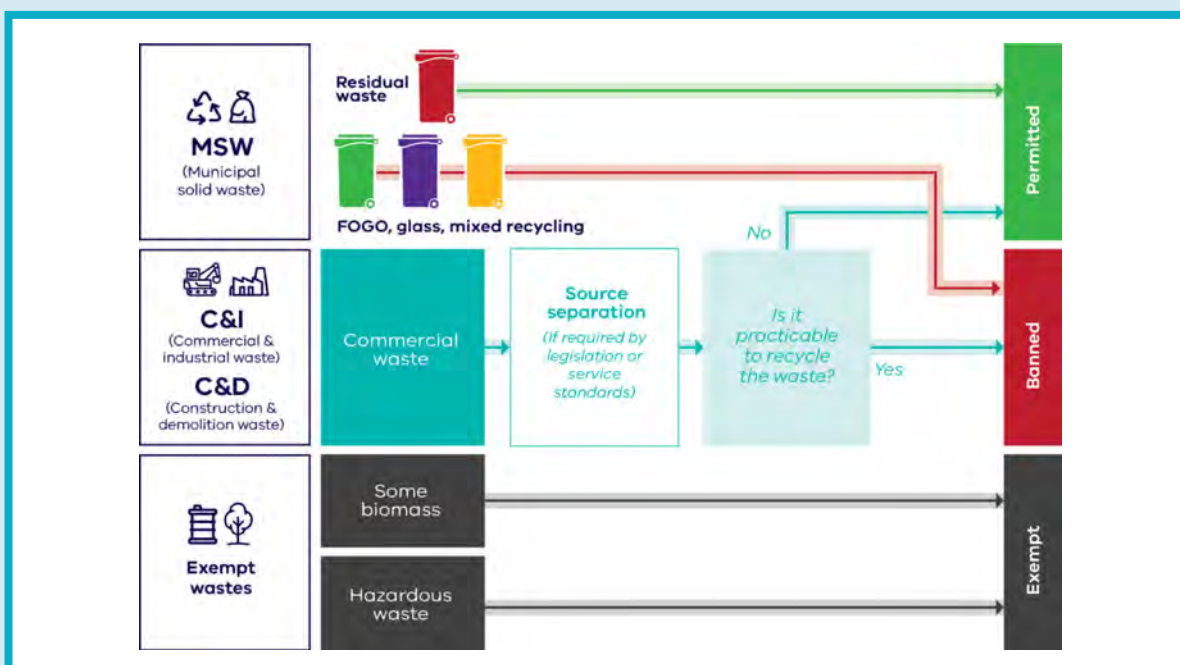 MSW
(Municipal
solid waste)
Residual
waste
FOGO, glass, mixed recycling
C&I
(Commercial &
industrial waste)
C&D
(Construction &
demolition waste)
Commercial
waste
Source
separation
(If required by
legislation or
service
standards)
Is it
practicable
to recycle
the waste?
No
Yes
Exempt
wastes
Some
biomass
Hazardous
waste
Permitted
Banned
Exempt